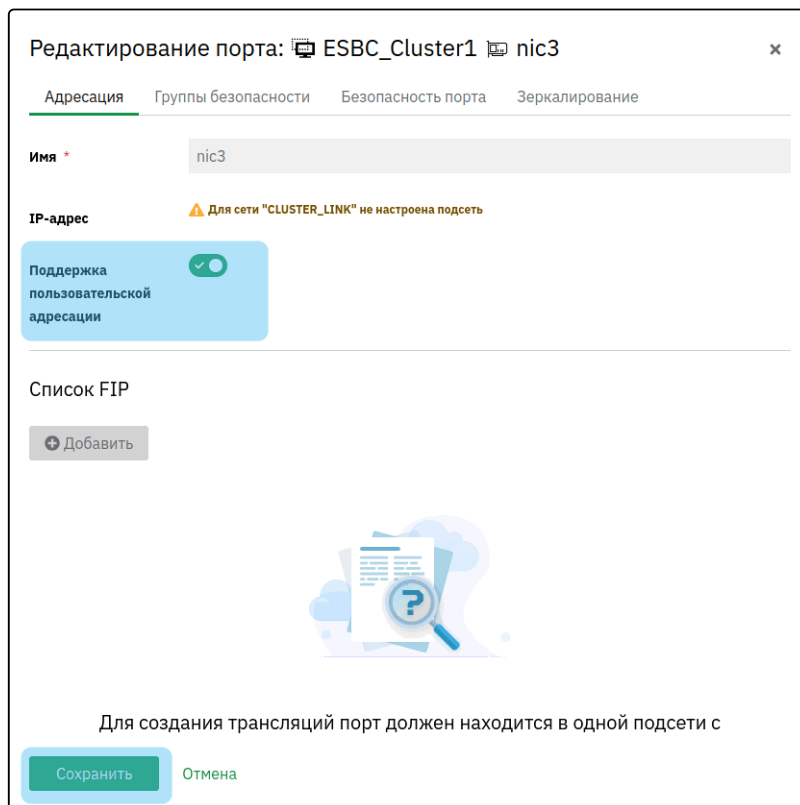 Редактирование порта: ESBC_Cluster1 nic3 ×
Адресация Группы безопасности Безопасность порта Зеркалирование
Имя * nic3
IP-адрес Для сети "CLUSTER_LINK" не настроена подсеть
Поддержка
пользовательской
адресации
Список FIP
Добавить
?
Для создания трансляций порт должен находится в одной подсети с
Сохранить Отмена